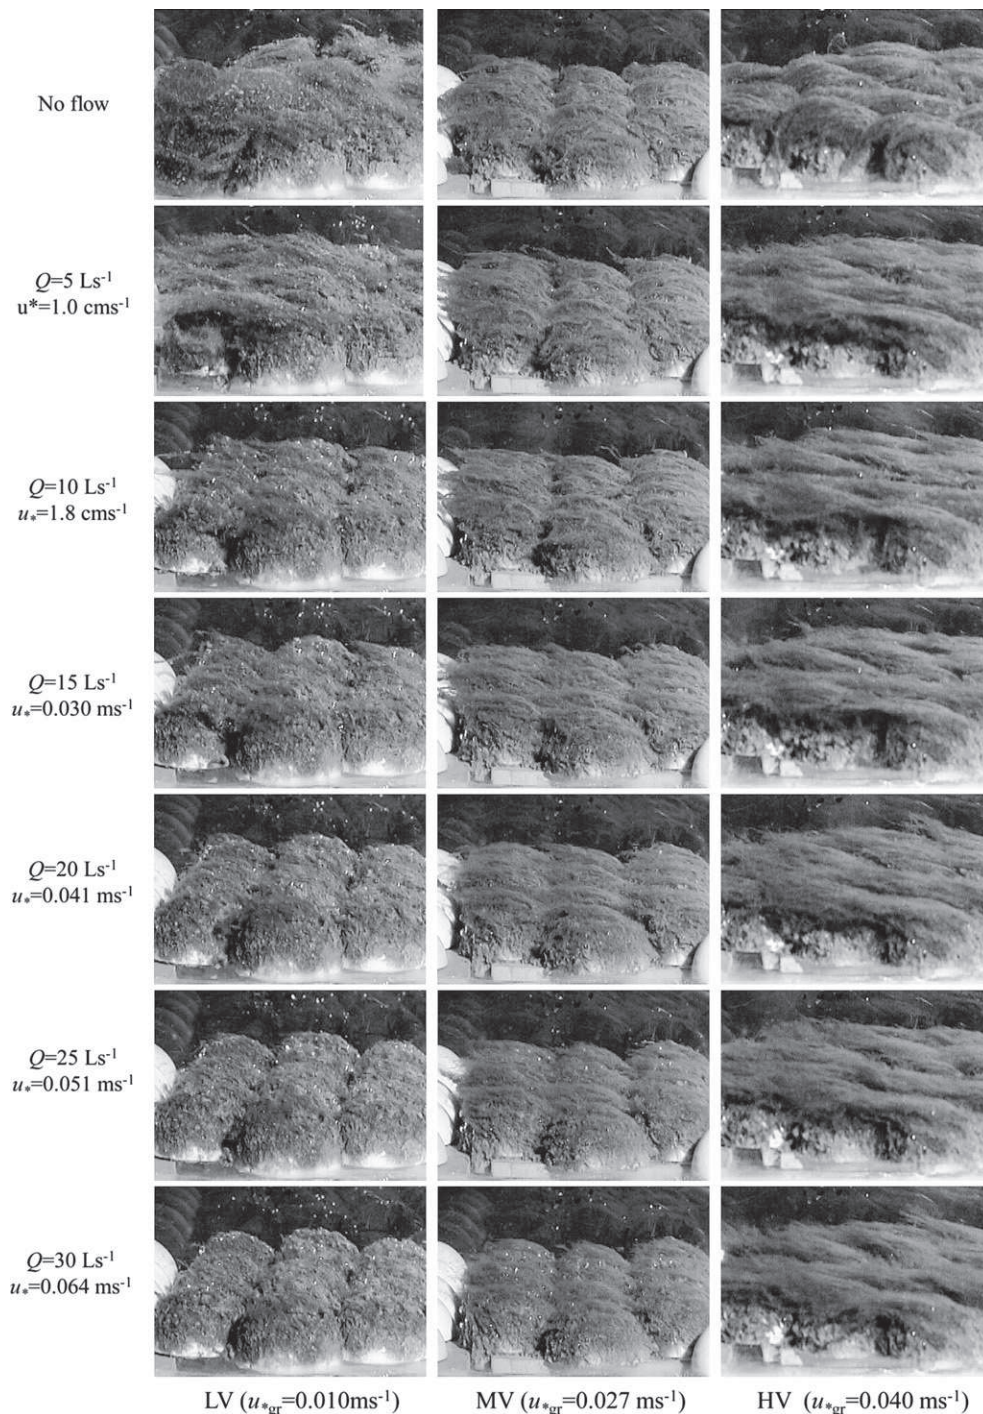 No flow
Q=5 Ls-1
u*=1.0 cms-1
Q=10 Ls-1
u*=1.8 cms-1
Q=15 Ls-1
u*=0.030 ms-1
Q=20 Ls-1
u*=0.041 ms-1
Q=25 Ls-1
u*=0.051 ms-1
Q=30 Ls-1
u*=0.064 ms-1
LV (u*gr=0.010ms-1) MV (u*gr=0.027 ms-1) HV (u*gr=0.040 ms-1)